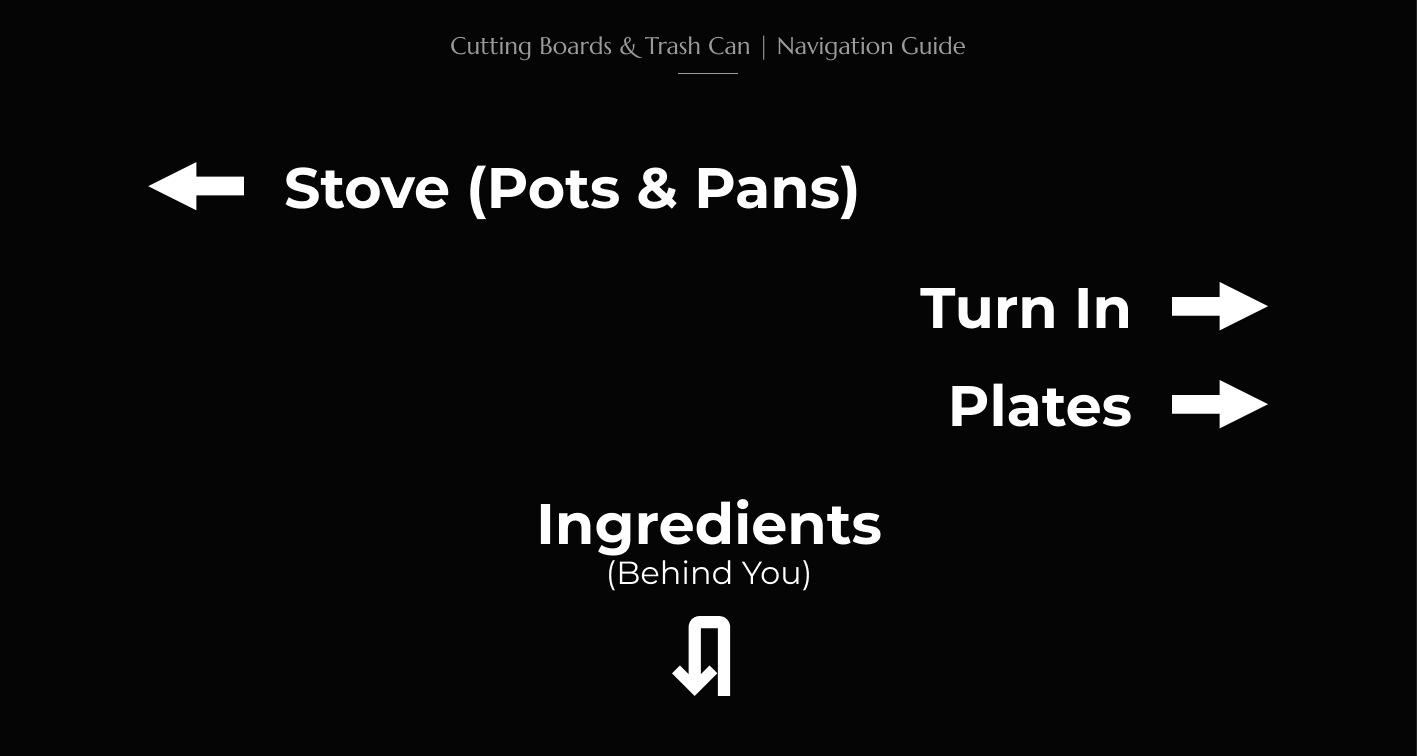 Cutting Boards & Trash Can | Navigation Guide
Stove (Pots & Pans)
Turn In
Plates
Ingredients
(Behind You)